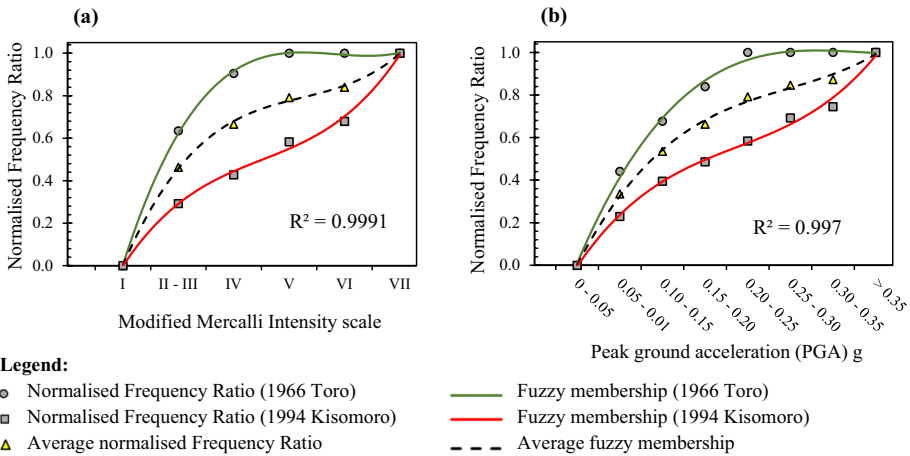 (a)
Normalised Frequency Ratio
1.0
0.8
0.6
0.4
0.2
0.0
R² = 0.9991
I II - III IV V VI VII
Modified Mercalli Intensity scale
(b)
Normalised Frequency Ratio
1.0
0.8
0.6
0.4
0.2
0.0
R² = 0.997
0 - 0.05
0.05 - 0.01
0.10 - 0.15
0.15 - 0.20
0.20 - 0.25
0.25 - 0.30
0.30 - 0.35
> 0.35
Peak ground acceleration (PGA) g
Legend:
Normalised Frequency Ratio (1966 Toro)
Normalised Frequency Ratio (1994 Kisomoro)
Average normalised Frequency Ratio
Fuzzy membership (1966 Toro)
Fuzzy membership (1994 Kisomoro)
Average fuzzy membership